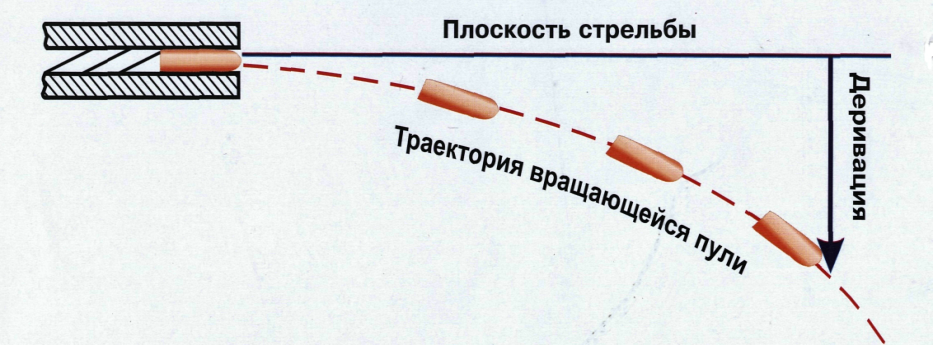 Плоскость стрельбы
Деривация
Траектория вращающейся пули